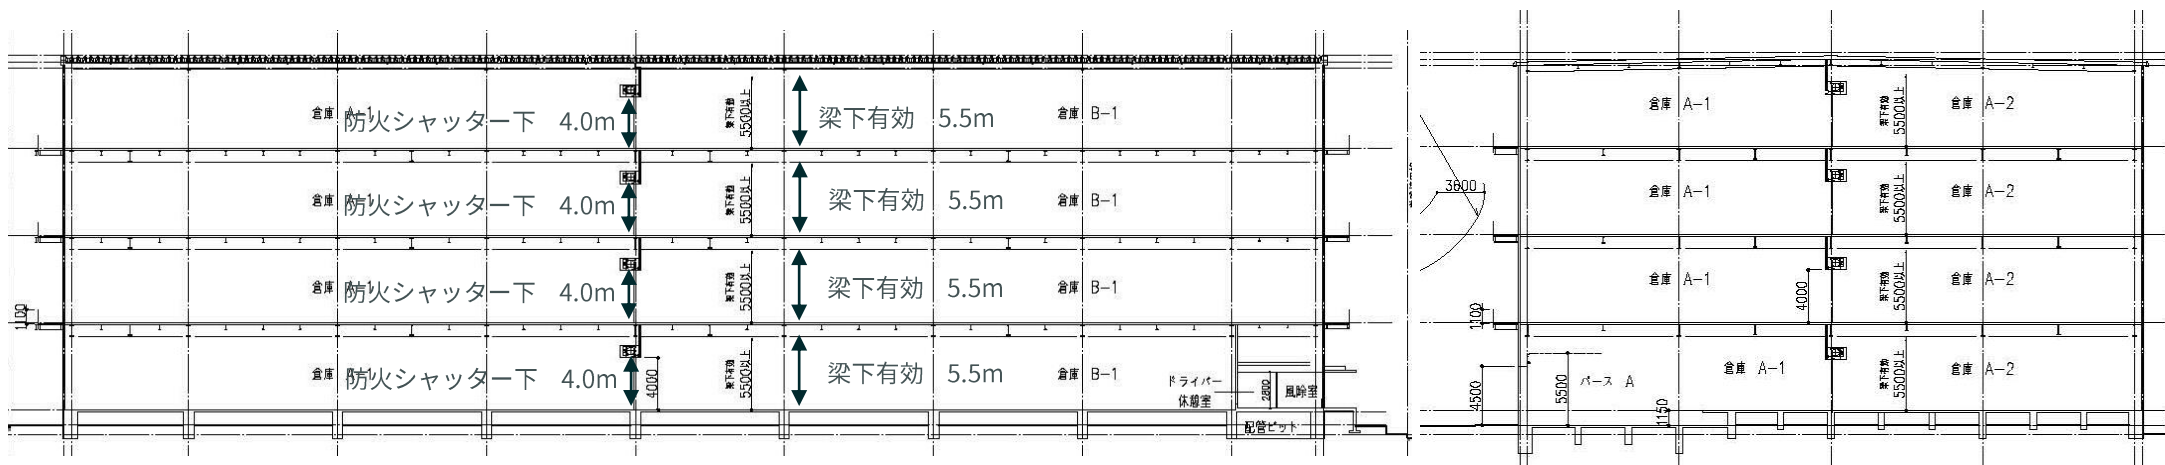 倉庫 A-1
防火シャッター下 4.0m
梁下有効
5500以上
梁下有効 5.5m
倉庫 B-1
倉庫 A-1
梁下有効
5500以上
倉庫 A-2
倉庫 A-1
防火シャッター下 4.0m
梁下有効
5500以上
梁下有効 5.5m
倉庫 B-1
3600
倉庫 A-1
梁下有効
5500以上
倉庫 A-2
1100
倉庫 A-1
防火シャッター下 4.0m
梁下有効
5500以上
梁下有効 5.5m
倉庫 B-1
1100
倉庫 A-1
4000
梁下有効
5500以上
倉庫 A-2
倉庫 A-1
防火シャッター下 4.0m
4000
梁下有効
5500以上
梁下有効 5.5m
倉庫 B-1
ドライバー
休憩室
2800
風除室
配管ピット
4500
5500
バース A
1150
倉庫 A-1
梁下有効
5500以上
倉庫 A-2